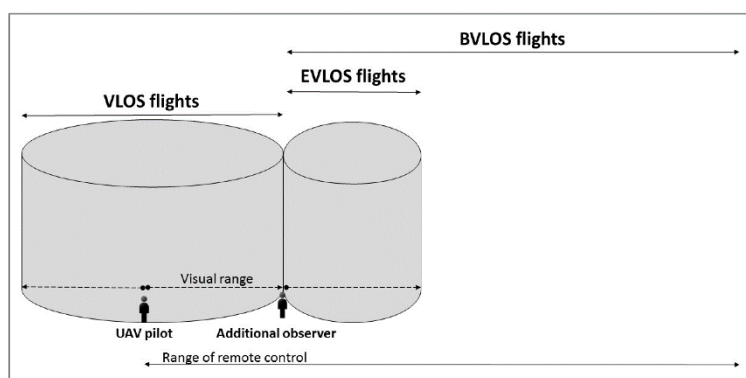 BVLOS flights
EVLOS flights
VLOS flights
Visual range
UAV pilot
Additional observer
Range of remote control